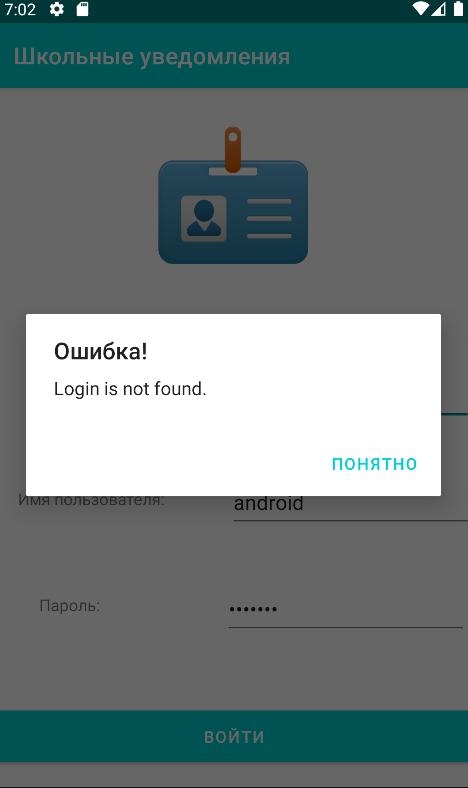 7:02
Школьные уведомления
Ошибка!
Login is not found.
ПОНЯТНО
Имя пользователя:
android
Пароль:
•••••••
ВОЙТИ